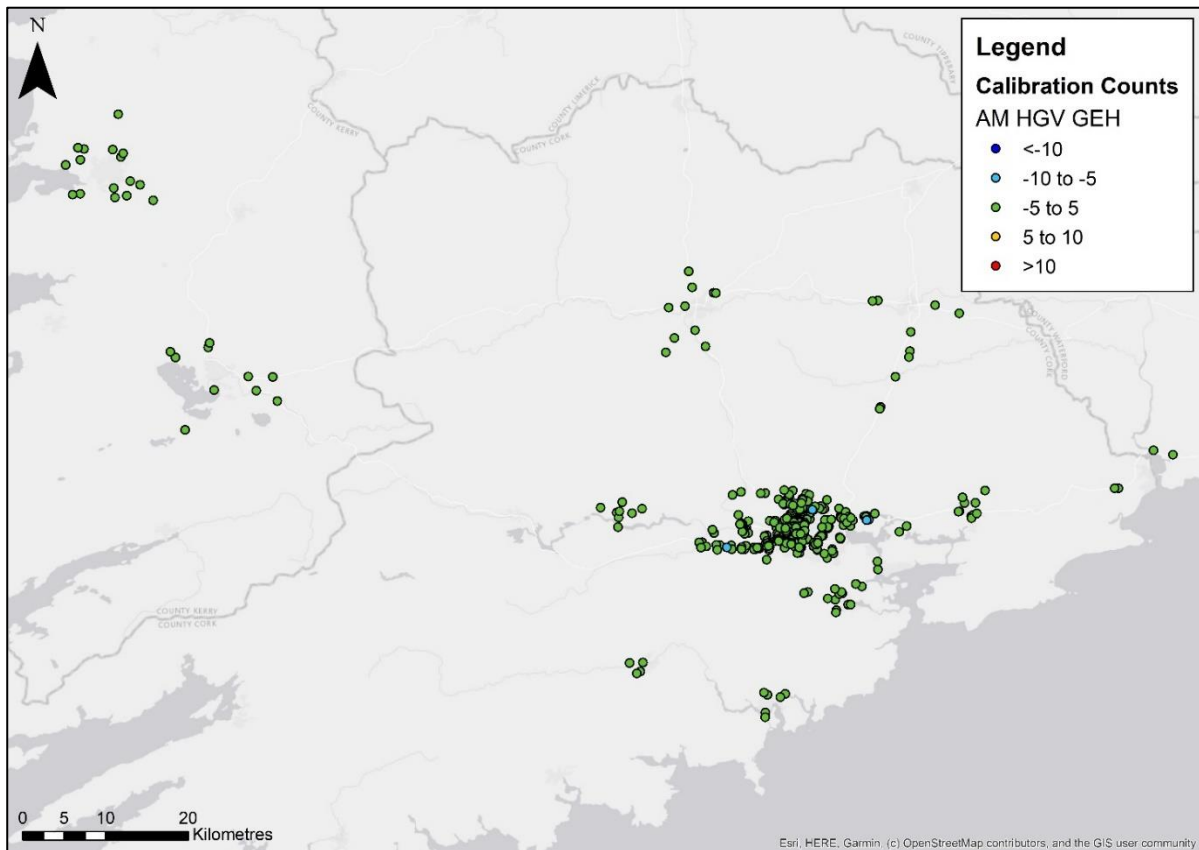 N
Legend
Calibration Counts
AM HGV GEH
<-10
-10 to -5
-5 to 5
5 to 10
>10
COUNTY TIPPERARY
COUNTY LIMERICK
COUNTY KERRY
COUNTY CORK
COUNTY CORK
COUNTY WATERFORD
COUNTY CORK
COUNTY KERRY
COUNTY CORK
0 5 10 20
Kilometres
Esri, HERE, Garmin, (c) OpenStreetMap contributors, and the GIS user community